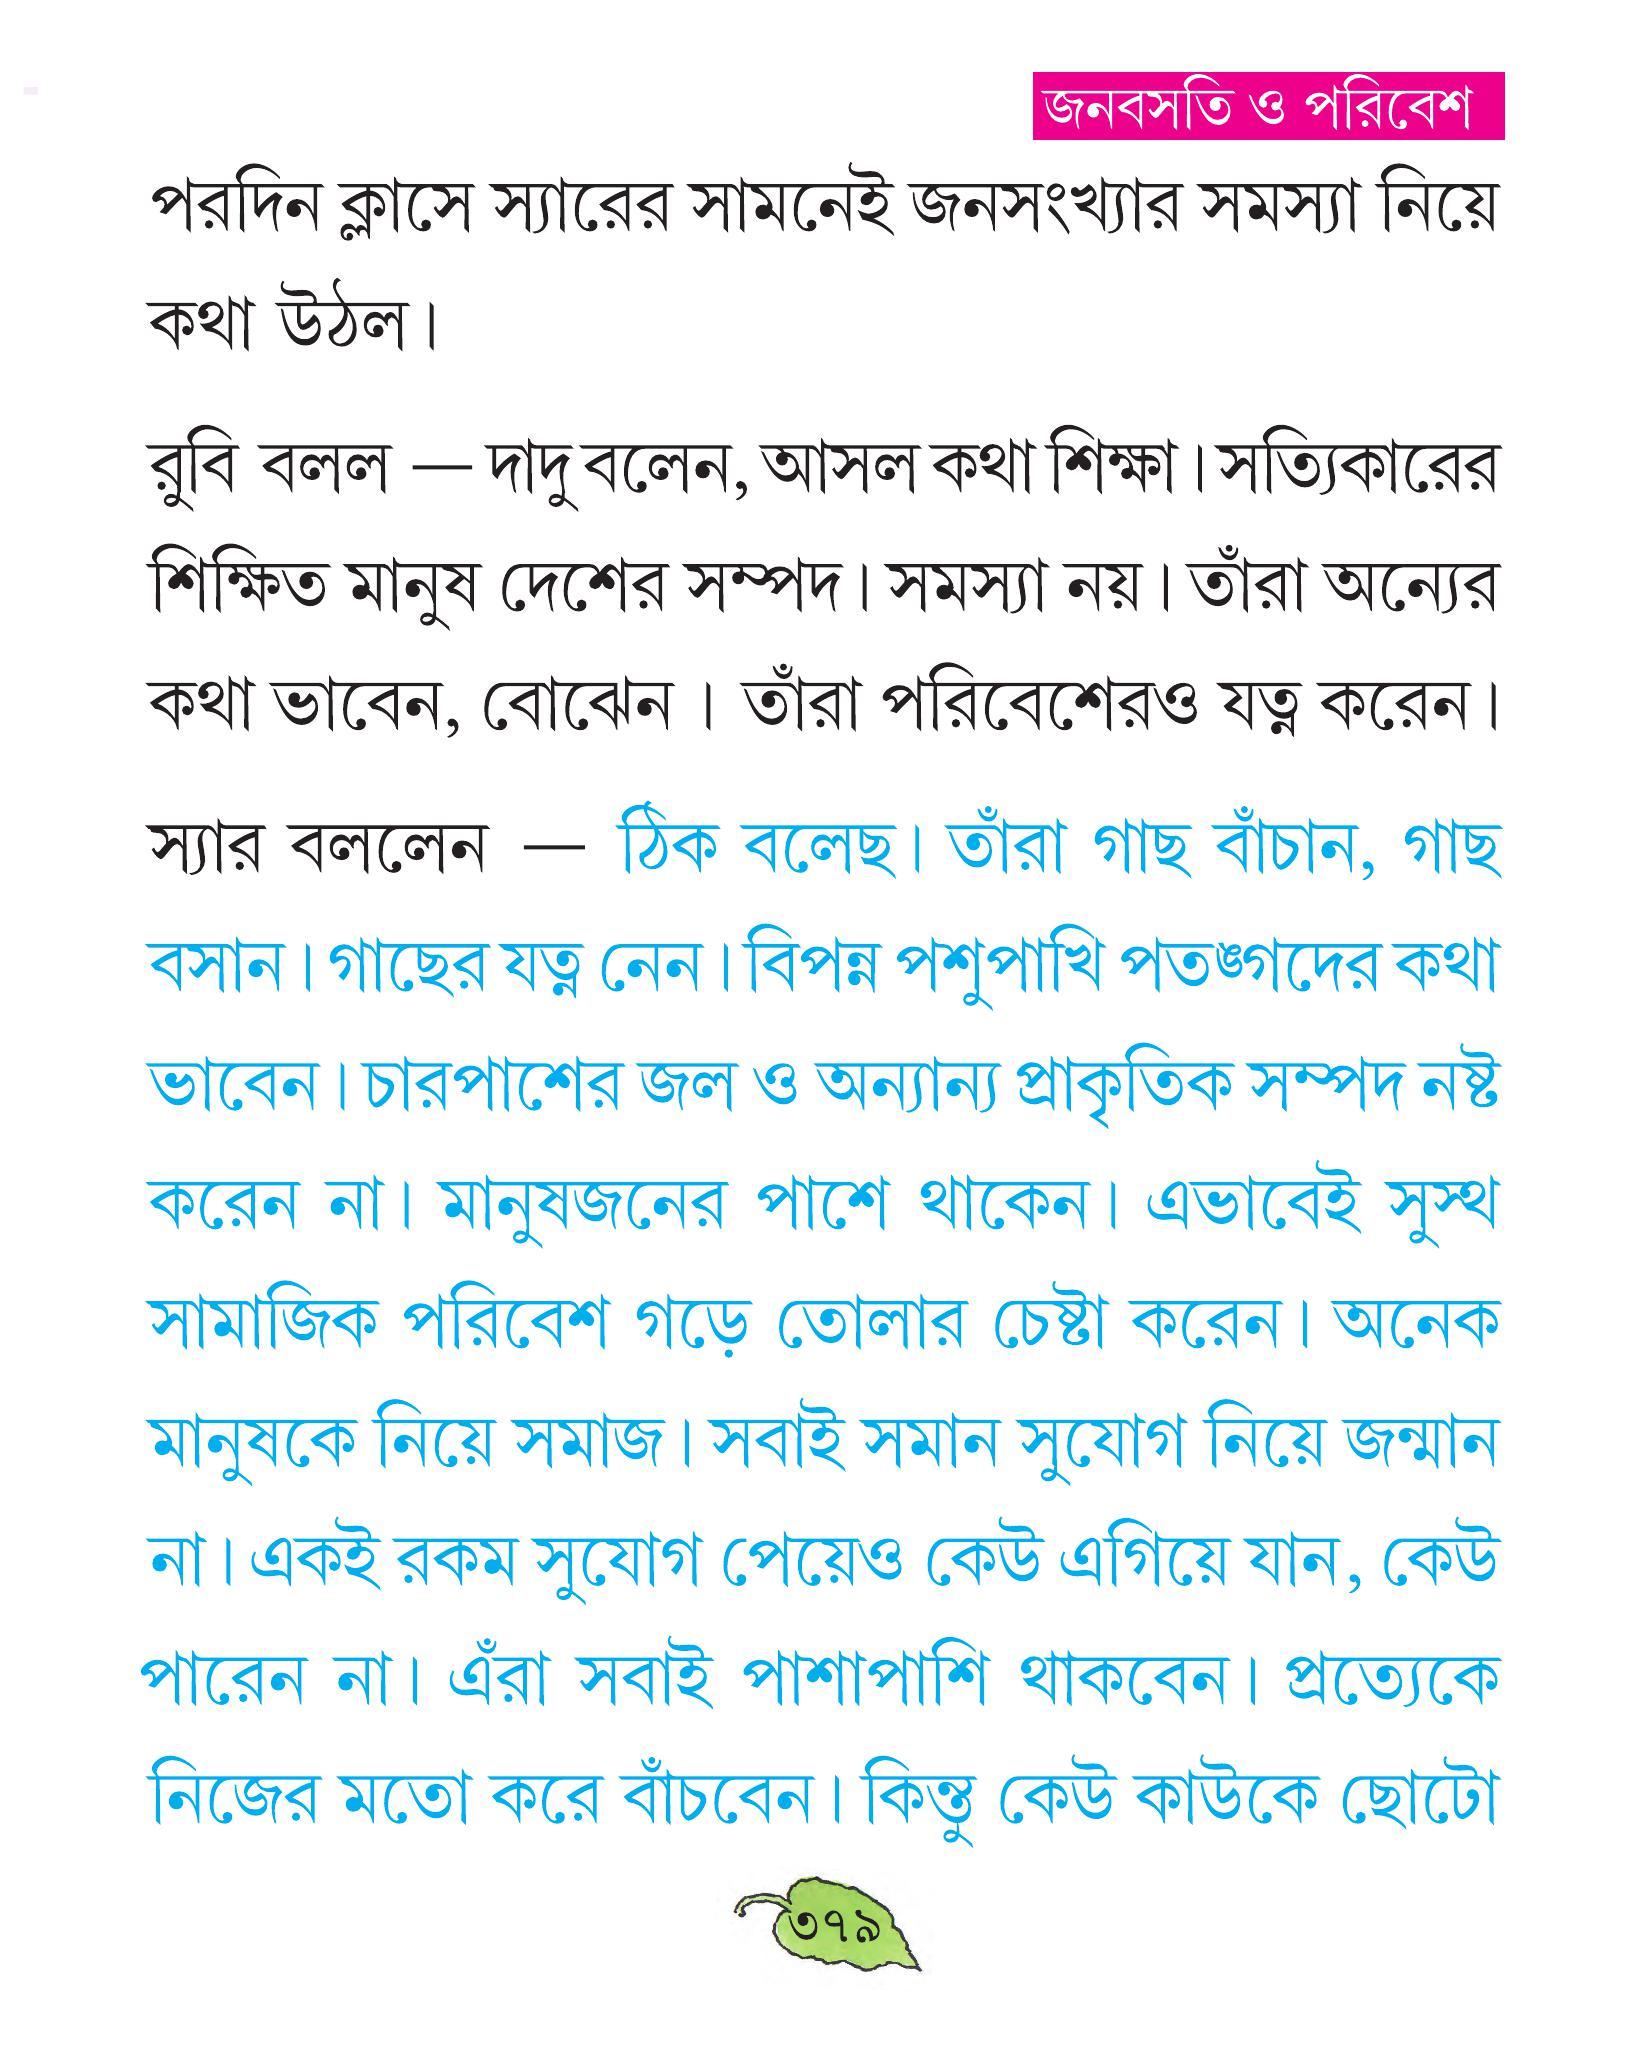 জনবসতি ও পরিবেশ
পরদিন ক্লাসে স্যারের সামনেই জনসংখ্যার সমস্যা নিয়ে
কথা উঠল।
রুবি বলল — দাদু বলেন, আসল কথা শিক্ষা। সত্যিকারের
শিক্ষিত মানুষ দেশের সম্পদ। সমস্যা নয়। তাঁরা অন্যের
কথা ভাবেন, বোঝেন । তাঁরা পরিবেশেরও যত্ন করেন।
স্যার বললেন — ঠিক বলেছ। তাঁরা গাছ বাঁচান, গাছ
বসান। গাছের যত্ন নেন। বিপন্ন পশুপাখি পতঙ্গদের কথা
ভাবেন। চারপাশের জল ও অন্যান্য প্রাকৃতিক সম্পদ নষ্ট
করেন না। মানুষজনের পাশে থাকেন। এভাবেই সুস্থ
সামাজিক পরিবেশ গড়ে তোলার চেষ্টা করেন। অনেক
মানুষকে নিয়ে সমাজ। সবাই সমান সুযোগ নিয়ে জন্মান
না। একই রকম সুযোগ পেয়েও কেউ এগিয়ে যান, কেউ
পারেন না। এঁরা সবাই পাশাপাশি থাকবেন। প্রত্যেকে
নিজের মতো করে বাঁচবেন। কিন্তু কেউ কাউকে ছোটো
৩৭৯